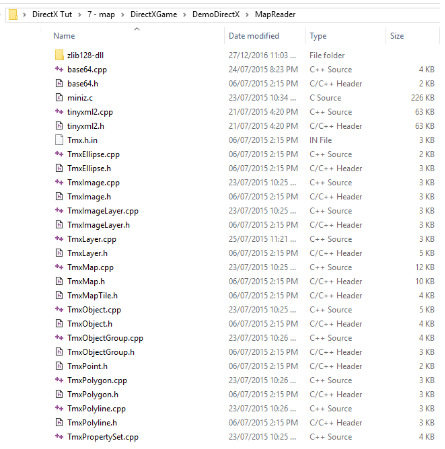 DirectX Tut > 7 - map > DirectXGame > DemoDirectX > MapReader
Name Date modified Type Size
zlib128-dll 27/12/2016 11:03 ... File folder
base64.cpp 24/07/2015 8:23 PM C++ Source 4 KB
base64.h 06/07/2015 2:15 PM C/C++ Header 2 KB
miniz.c 23/07/2015 10:34 ... C Source 226 KB
tinyxml2.cpp 21/07/2015 4:20 PM C++ Source 63 KB
tinyxml2.h 21/07/2015 4:20 PM C/C++ Header 63 KB
Tmx.h.in 06/07/2015 2:15 PM IN File 3 KB
TmxEllipse.cpp 06/07/2015 2:15 PM C++ Source 2 KB
TmxEllipse.h 06/07/2015 2:15 PM C/C++ Header 3 KB
TmxImage.cpp 23/07/2015 10:25 ... C++ Source 3 KB
TmxImage.h 06/07/2015 2:15 PM C/C++ Header 3 KB
TmxImageLayer.cpp 23/07/2015 10:25 ... C++ Source 3 KB
TmxImageLayer.h 06/07/2015 2:15 PM C/C++ Header 3 KB
TmxLayer.cpp 25/07/2015 11:21 ... C++ Source 7 KB
TmxLayer.h 06/07/2015 2:15 PM C/C++ Header 5 KB
TmxMap.cpp 23/07/2015 10:25 ... C++ Source 12 KB
TmxMap.h 06/07/2015 2:15 PM C/C++ Header 10 KB
TmxMapTile.h 06/07/2015 2:15 PM C/C++ Header 4 KB
TmxObject.cpp 23/07/2015 10:25 ... C++ Source 5 KB
TmxObject.h 06/07/2015 2:15 PM C/C++ Header 4 KB
TmxObjectGroup.cpp 23/07/2015 10:26 ... C++ Source 3 KB
TmxObjectGroup.h 06/07/2015 2:15 PM C/C++ Header 3 KB
TmxPoint.h 06/07/2015 2:15 PM C/C++ Header 2 KB
TmxPolygon.cpp 23/07/2015 10:26 ... C++ Source 3 KB
TmxPolygon.h 06/07/2015 2:15 PM C/C++ Header 3 KB
TmxPolyline.cpp 23/07/2015 10:26 ... C++ Source 3 KB
TmxPolyline.h 06/07/2015 2:15 PM C/C++ Header 3 KB
TmxPropertySet.cpp 23/07/2015 10:25 ... C++ Source 4 KB